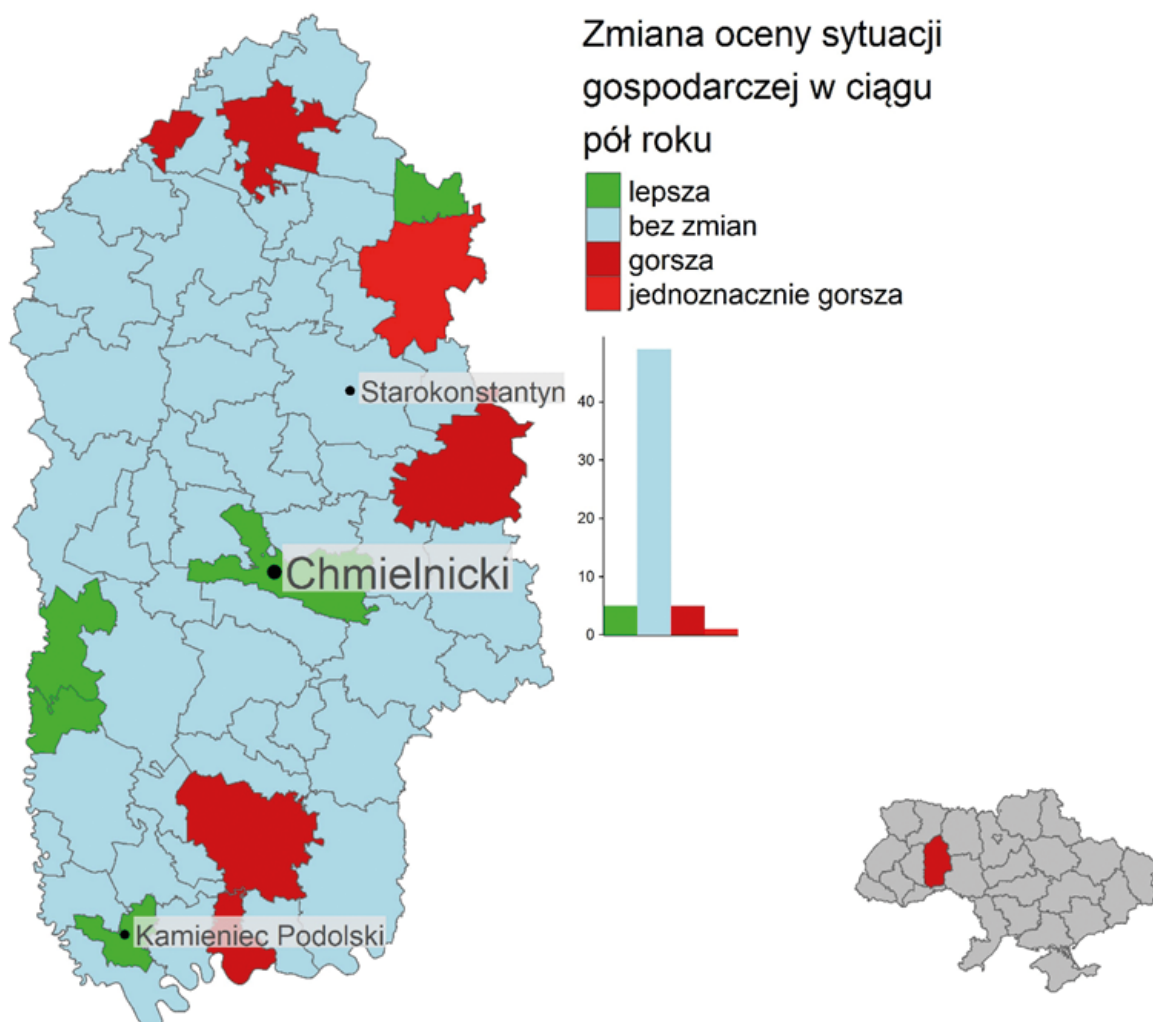 Zmiana oceny sytuacji
gospodarczej w ciągu
pół roku
lepsza
bez zmian
gorsza
jednoznacznie gorsza
40
30
20
10
0
Starokonstantyn
Chmielnicki
Kamieniec Podolski